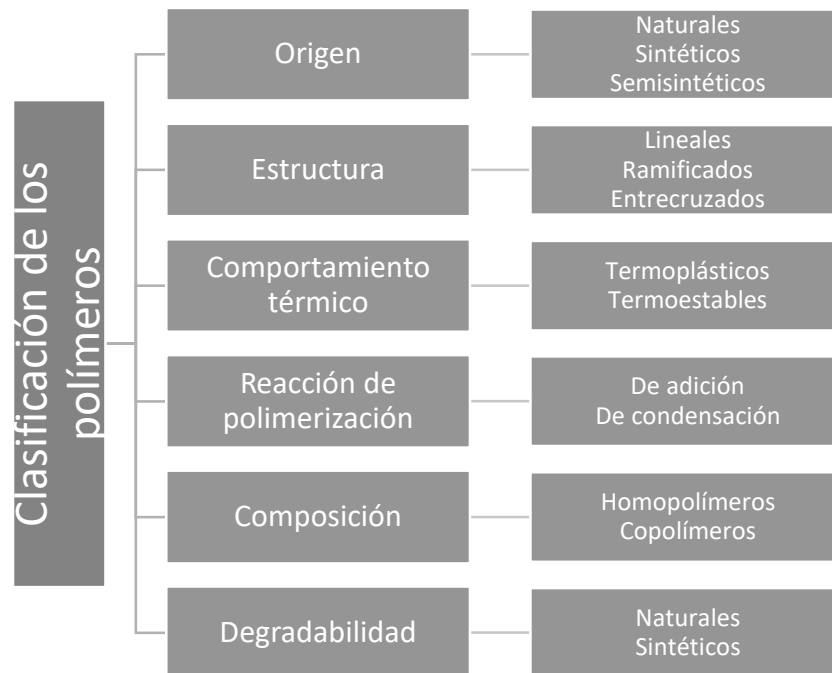 Clasificación de los
polímeros
Origen
Naturales
Sintéticos
Semisintéticos
Estructura
Lineales
Ramificados
Entrecruzados
Comportamiento
térmico
Termoplásticos
Termoestables
Reacción de
polimerización
De adición
De condensación
Composición
Homopolímeros
Copolímeros
Degradabilidad
Naturales
Sintéticos